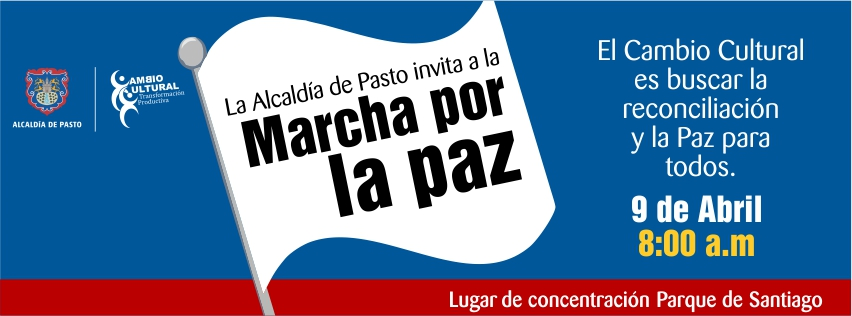 ALCALDÍA DE PASTO
CAMBIO
CULTURAL
Transformación
Productiva
La Alcaldía de Pasto invita a la
Marcha por
la paz
El Cambio Cultural
es buscar la
reconciliación
y la Paz para
todos.
9 de Abril
8:00 a.m
Lugar de concentración Parque de Santiago